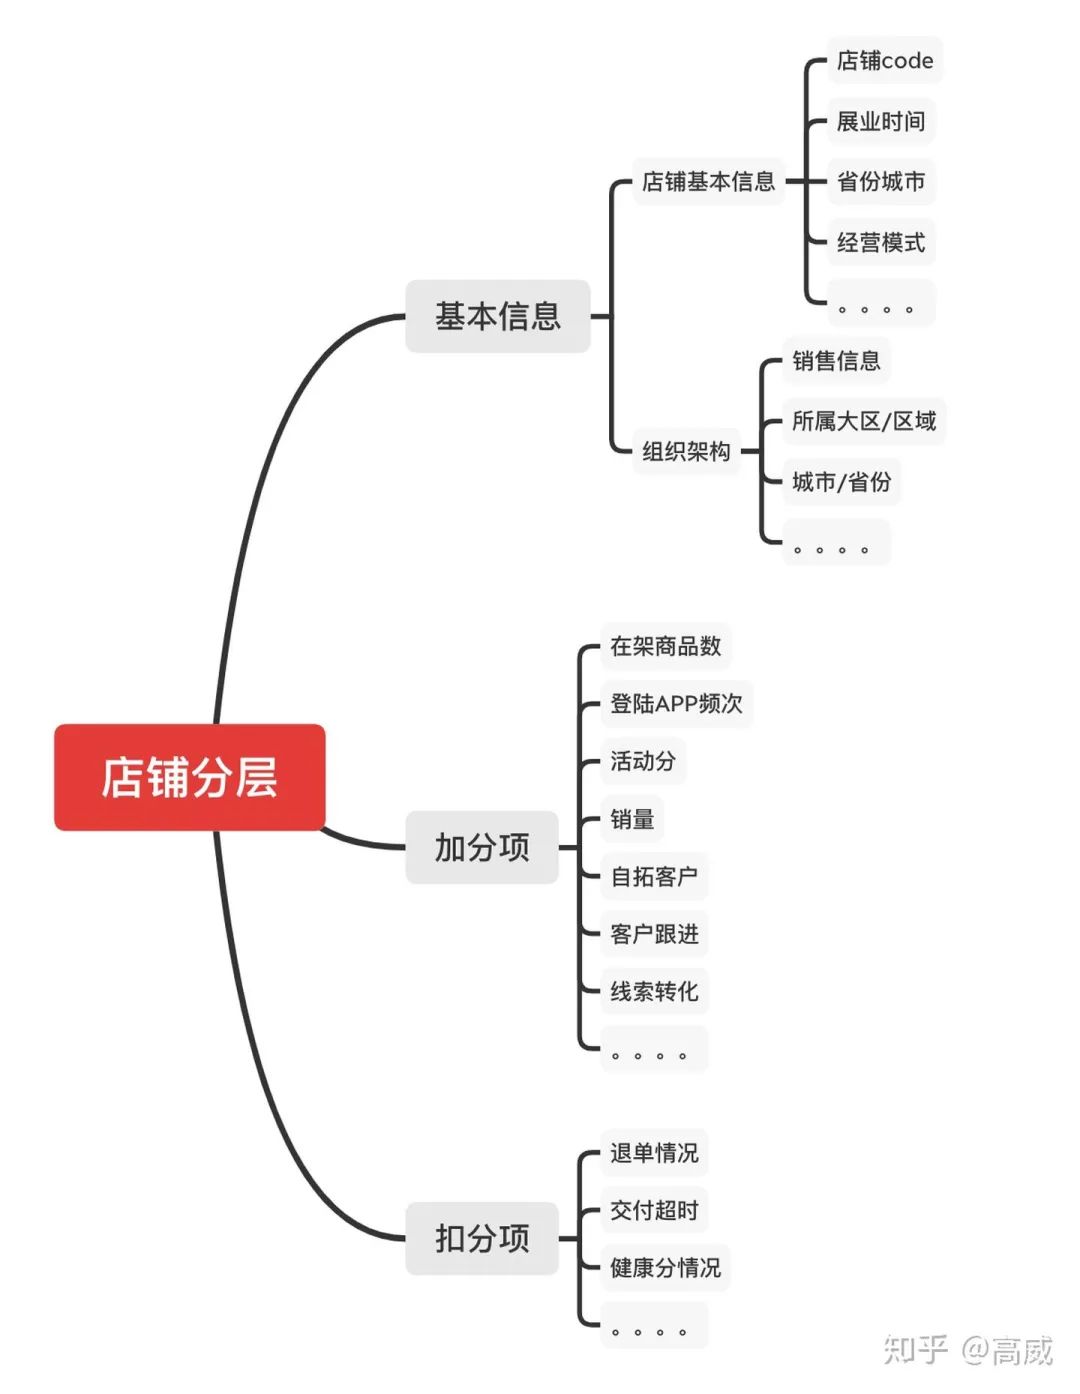 店铺分层
基本信息
店铺基本信息
店铺code
展业时间
省份城市
经营模式
。。。。
组织架构
销售信息
所属大区/区域
城市/省份
。。。。
加分项
在架商品数
登陆APP频次
活动分
销量
自拓客户
客户跟进
线索转化
。。。。
扣分项
退单情况
交付超时
健康分情况
。。。。
知乎 @高威